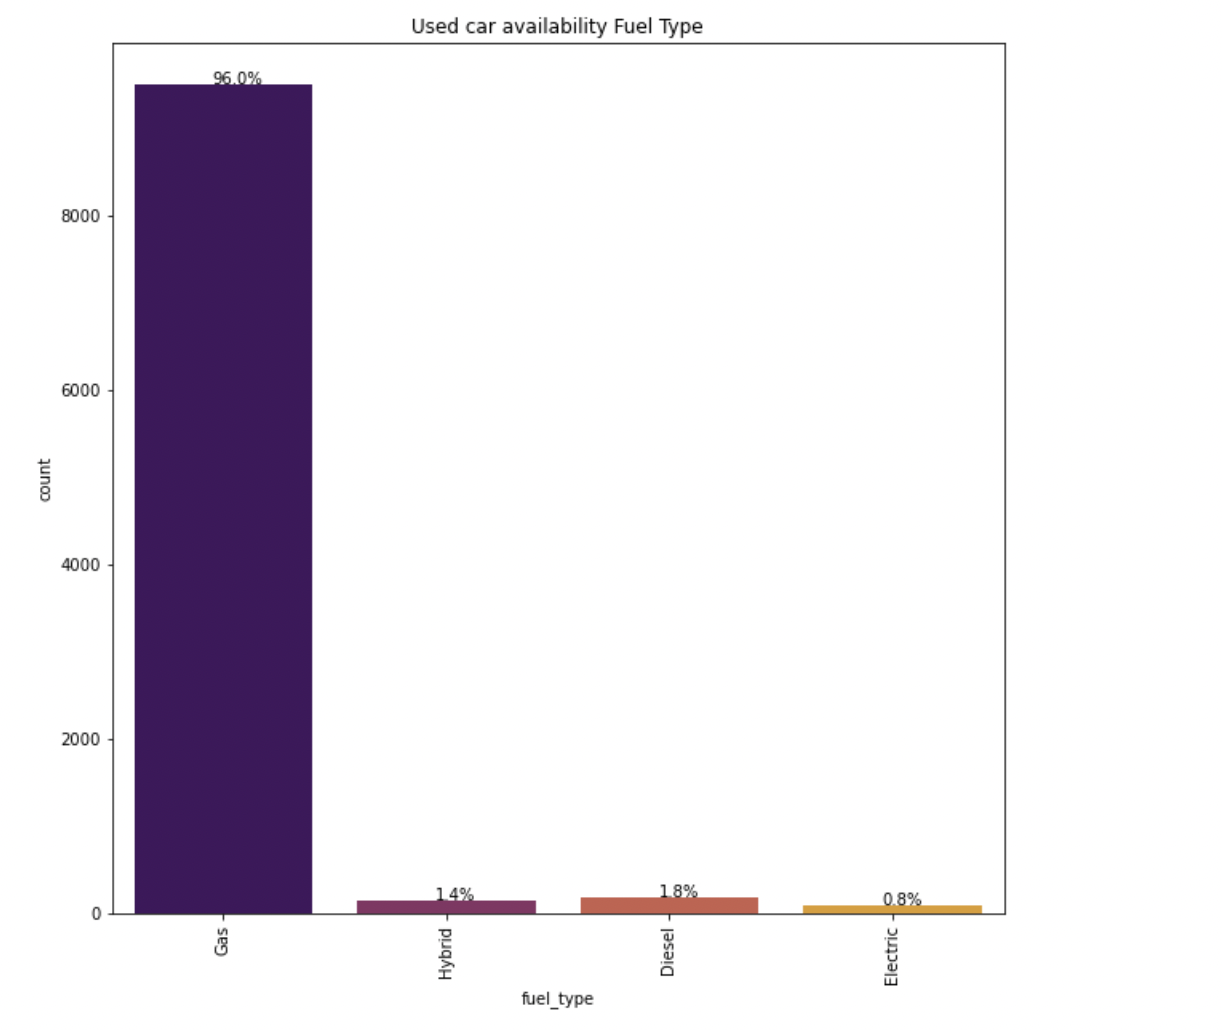 Used car availability Fuel Type
96.0%
8000
6000
count
4000
2000
1.4%
1.8%
0.8%
0
Gas
Hybrid
Diesel
Electric
fuel_type